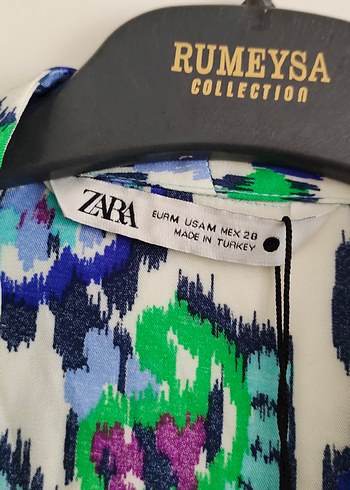 RUMEYSA
COLLECTION
ZARA
EUR M USA M MEX 28
MADE IN TURKEY